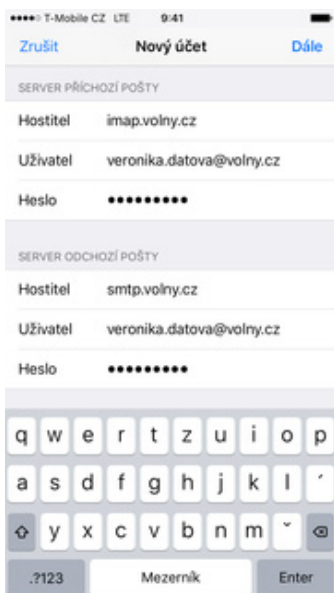 T-Mobile CZ LTE 9:41
Zrušit Nový účet Dále
SERVER PŘÍCHOZÍ POŠTY
Hostitel imap.volny.cz
Uživatel veronika.datova@volny.cz
Heslo •••••••••
SERVER ODCHOZÍ POŠTY
Hostitel smtp.volny.cz
Uživatel veronika.datova@volny.cz
Heslo •••••••••
q w e r t z u i o p
a s d f g h j k l ´
y x c v b n m ˇ
.?123 Mezerník Enter